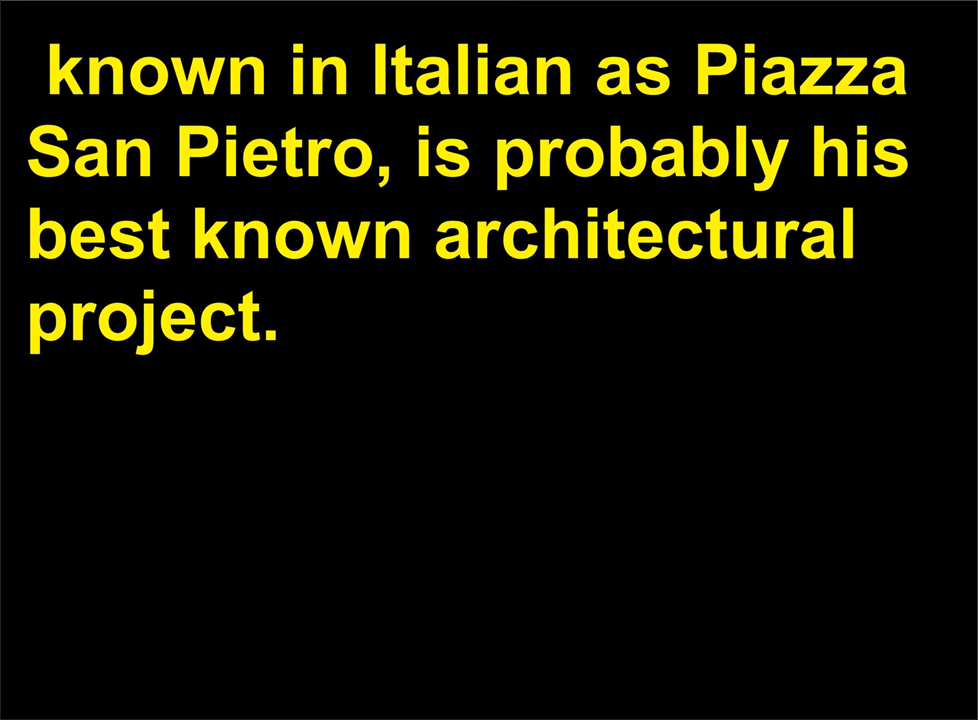 known in Italian as Piazza
San Pietro, is probably his
best known architectural
project.